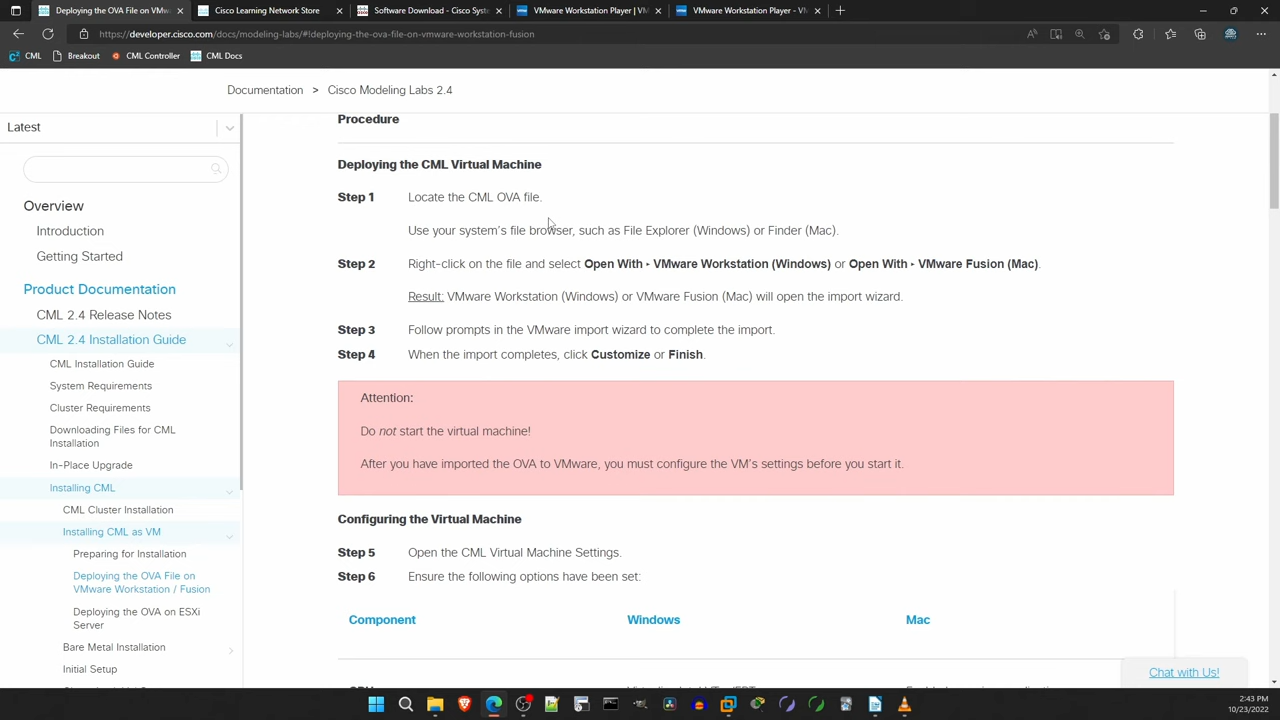 Deploying the OVA File on VMwa
Cisco Learning Network Store
Software Download - Cisco Syst
VMware Workstation Player | VM
VMware Workstation Player - VM
https://developer.cisco.com/docs/modeling-labs/#!deploying-the-ova-file-on-vmware-workstation-fusion
CML
Breakout
CML Controller
CML Docs
Documentation > Cisco Modeling Labs 2.4
Latest
Overview
Introduction
Getting Started
Product Documentation
CML 2.4 Release Notes
CML 2.4 Installation Guide
CML Installation Guide
System Requirements
Cluster Requirements
Downloading Files for CML
Installation
In-Place Upgrade
Installing CML
CML Cluster Installation
Installing CML as VM
Preparing for Installation
Deploying the OVA File on
VMware Workstation / Fusion
Deploying the OVA on ESXi
Server
Bare Metal Installation
Initial Setup
Procedure
Deploying the CML Virtual Machine
Step 1 Locate the CML OVA file.
Use your system's file browser, such as File Explorer (Windows) or Finder (Mac).
Step 2 Right-click on the file and select Open With ▸ VMware Workstation (Windows) or Open With ▸ VMware Fusion (Mac).
Result: VMware Workstation (Windows) or VMware Fusion (Mac) will open the import wizard.
Step 3 Follow prompts in the VMware import wizard to complete the import.
Step 4 When the import completes, click Customize or Finish.
Attention:
Do not start the virtual machine!
After you have imported the OVA to VMware, you must configure the VM's settings before you start it.
Configuring the Virtual Machine
Step 5 Open the CML Virtual Machine Settings.
Step 6 Ensure the following options have been set:
Component Windows Mac
Chat with Us!
2:43 PM
10/23/2022